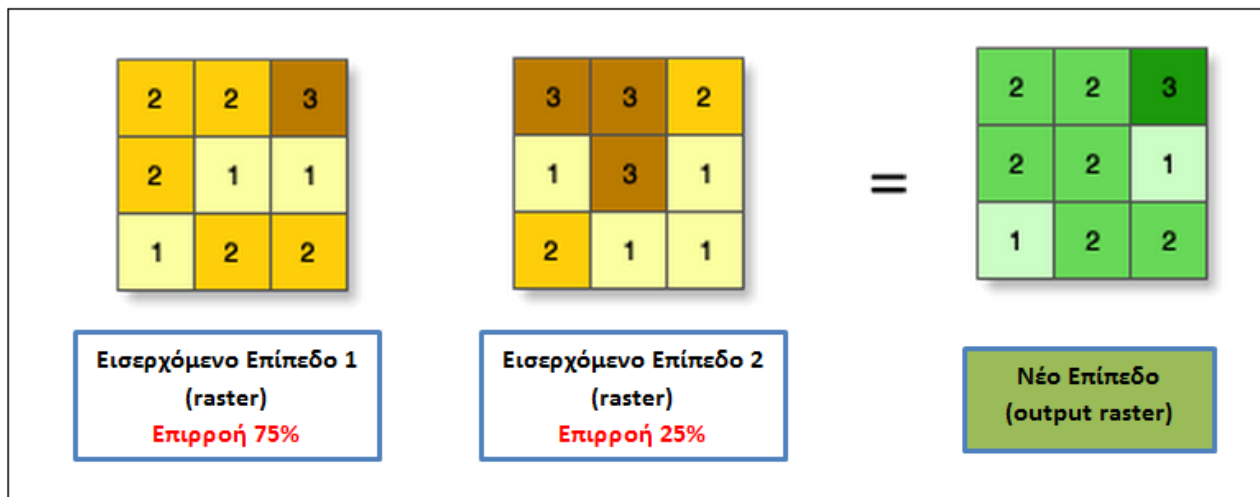 2 2 3
2 1 1
1 2 2
3 3 2
1 3 1
2 1 1
=
2 2 3
2 2 1
1 2 2
Εισερχόμενο Επίπεδο 1
(raster)
Επιρροή 75%
Εισερχόμενο Επίπεδο 2
(raster)
Επιρροή 25%
Νέο Επίπεδο
(output raster)